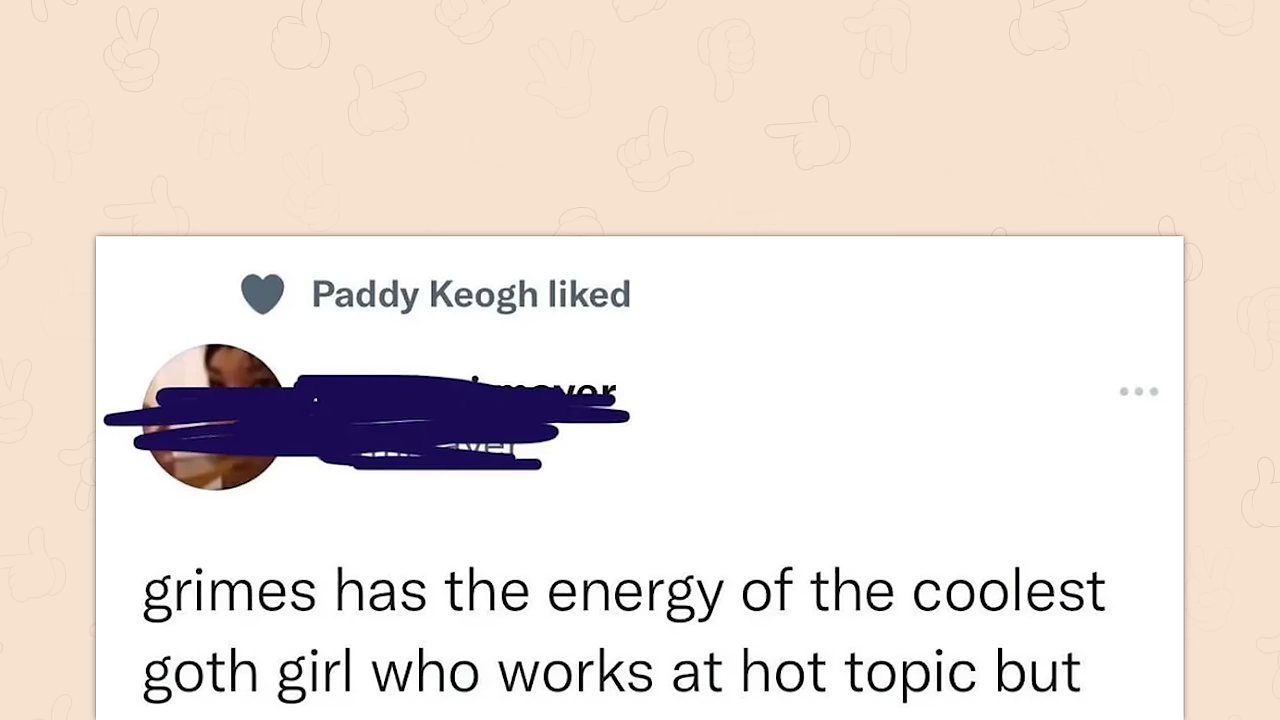 Paddy Keogh liked
grimes has the energy of the coolest
goth girl who works at hot topic but